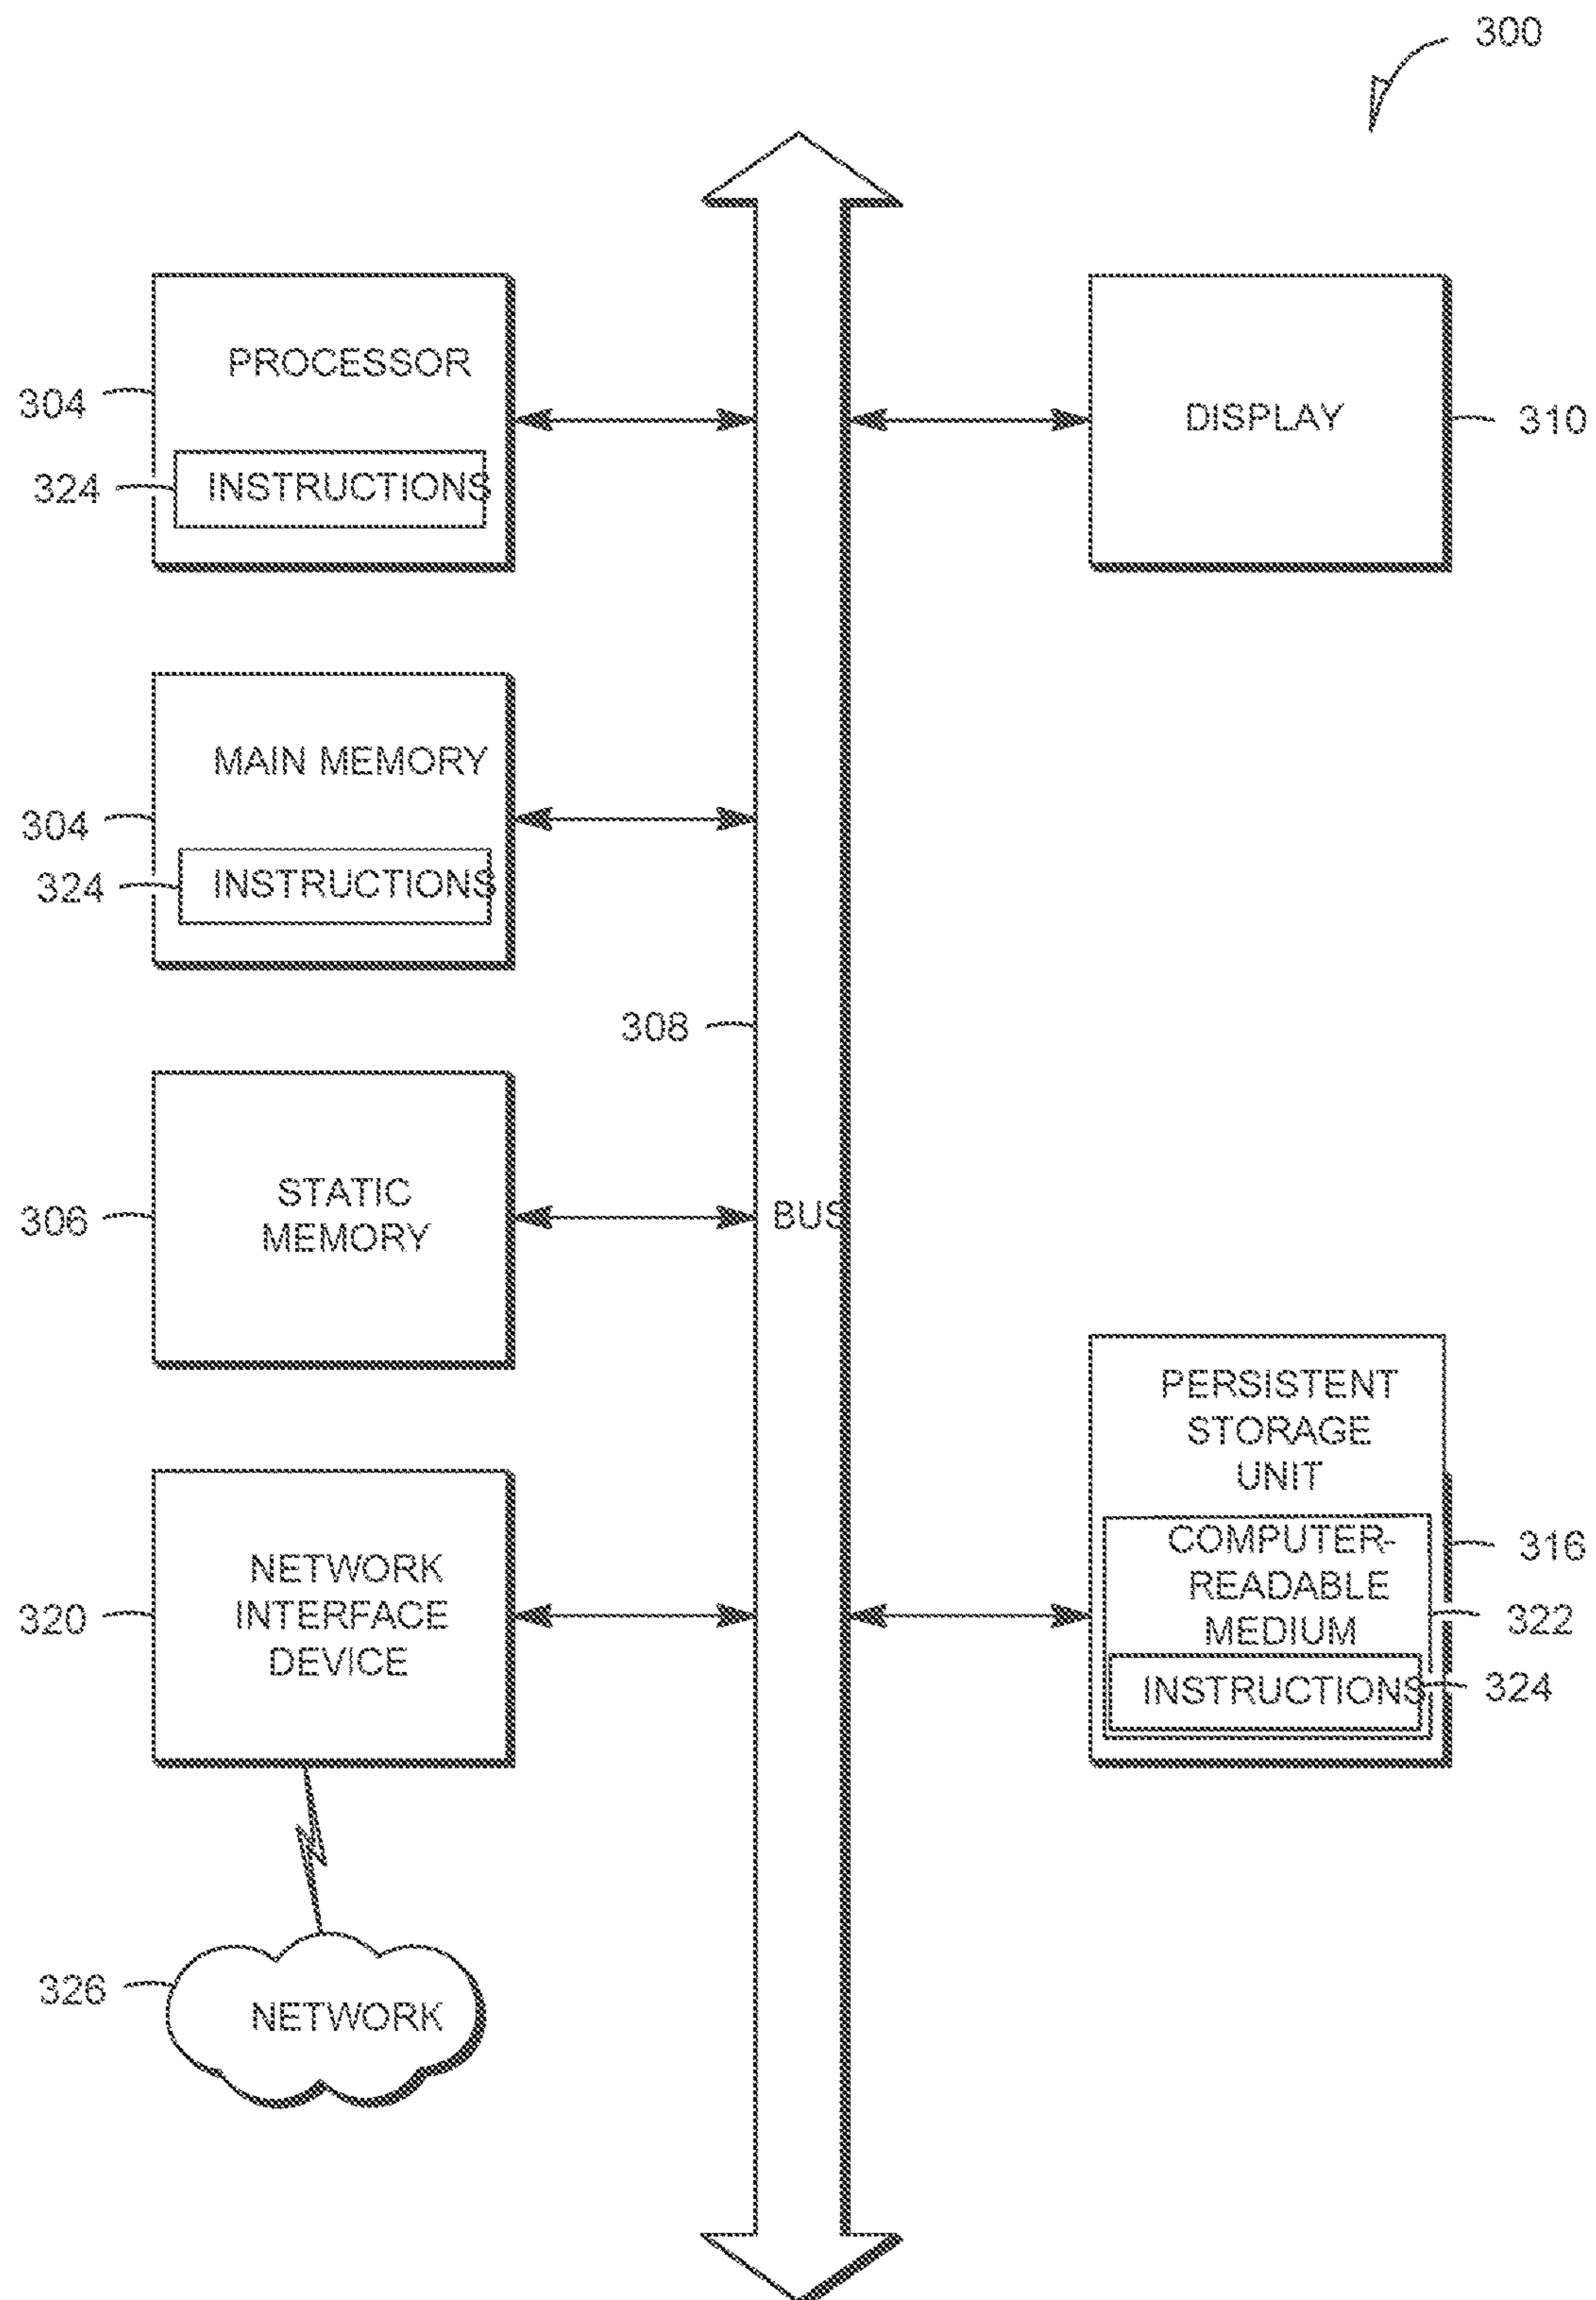 300
PROCESSOR
304
324
INSTRUCTIONS
DISPLAY
310
MAIN MEMORY
304
324
INSTRUCTIONS
308
STATIC
MEMORY
306
BUS
PERSISTENT
STORAGE
UNIT
COMPUTER-
READABLE
MEDIUM
INSTRUCTIONS
316
322
324
NETWORK
INTERFACE
DEVICE
320
326
NETWORK